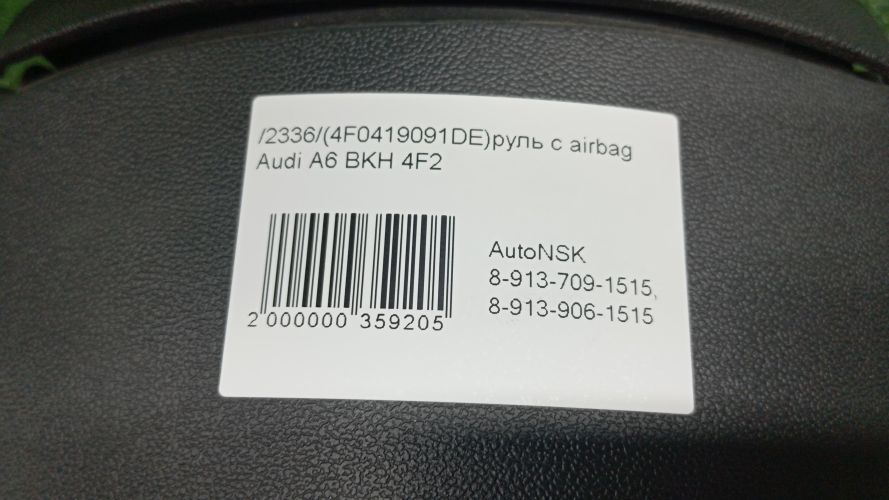 /2336/(4F0419091DE)руль с airbag
Audi A6 BKH 4F2
AutoNSK
8-913-709-1515,
8-913-906-1515
2 000000 359205